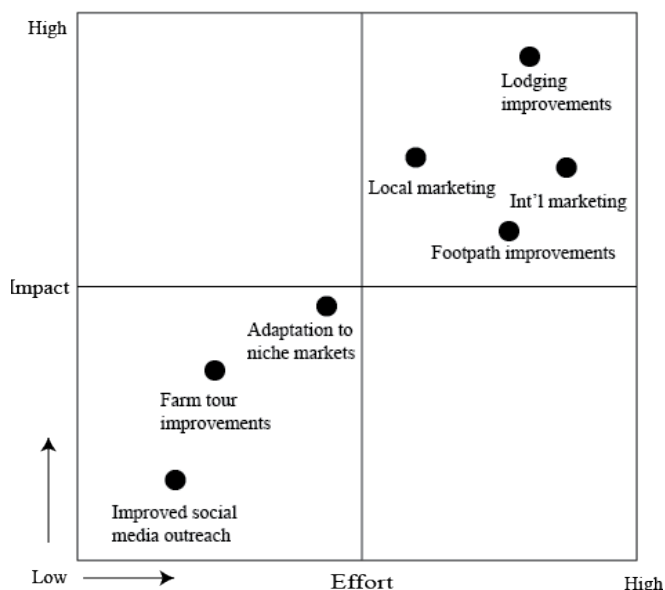 High
Lodging
improvements
Local marketing
Int'l marketing
Footpath improvements
Impact
Adaptation to
niche markets
Farm tour
improvements
Improved social
media outreach
Low
Effort
High